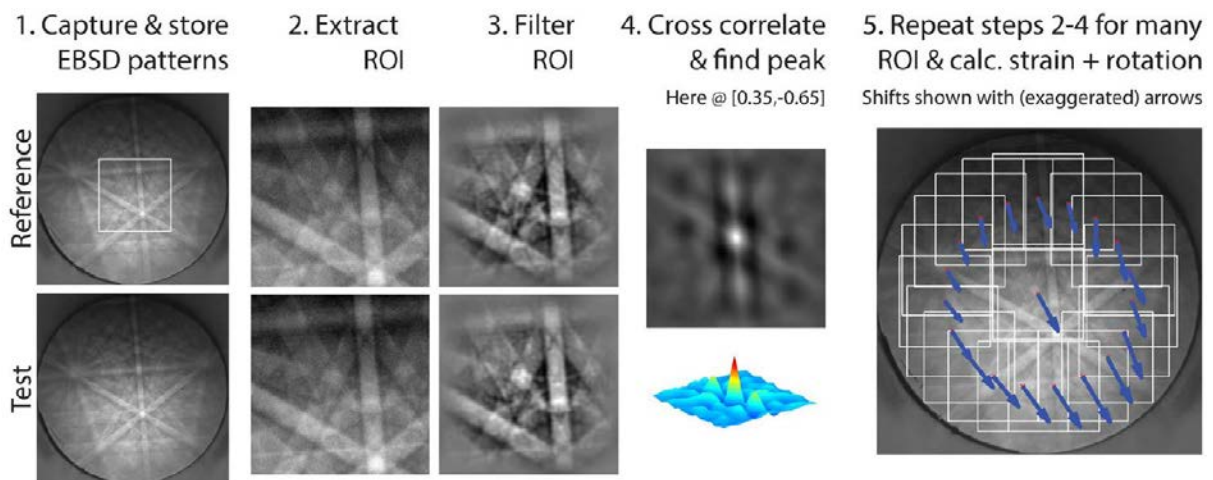 1. Capture & store
EBSD patterns
2. Extract
ROI
3. Filter
ROI
4. Cross correlate
& find peak
Here @ [0.35,-0.65]
5. Repeat steps 2-4 for many
ROI & calc. strain + rotation
Shifts shown with (exaggerated) arrows
Reference
Test